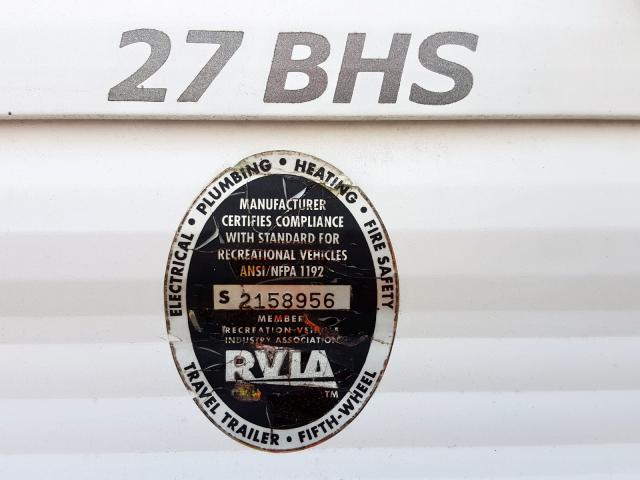 27 BHS
ELECTRICAL • PLUMBING • HEATING • FIRE SAFETY
MANUFACTURER
CERTIFIES COMPLIANCE
WITH STANDARD FOR
RECREATIONAL VEHICLES
ANSI/NFPA 1192
S 2158956
MEMBER
RECREATION VEHICLE
INDUSTRY ASSOCIATION
RVIA
TM
TRAVEL TRAILER • FIFTH-WHEEL